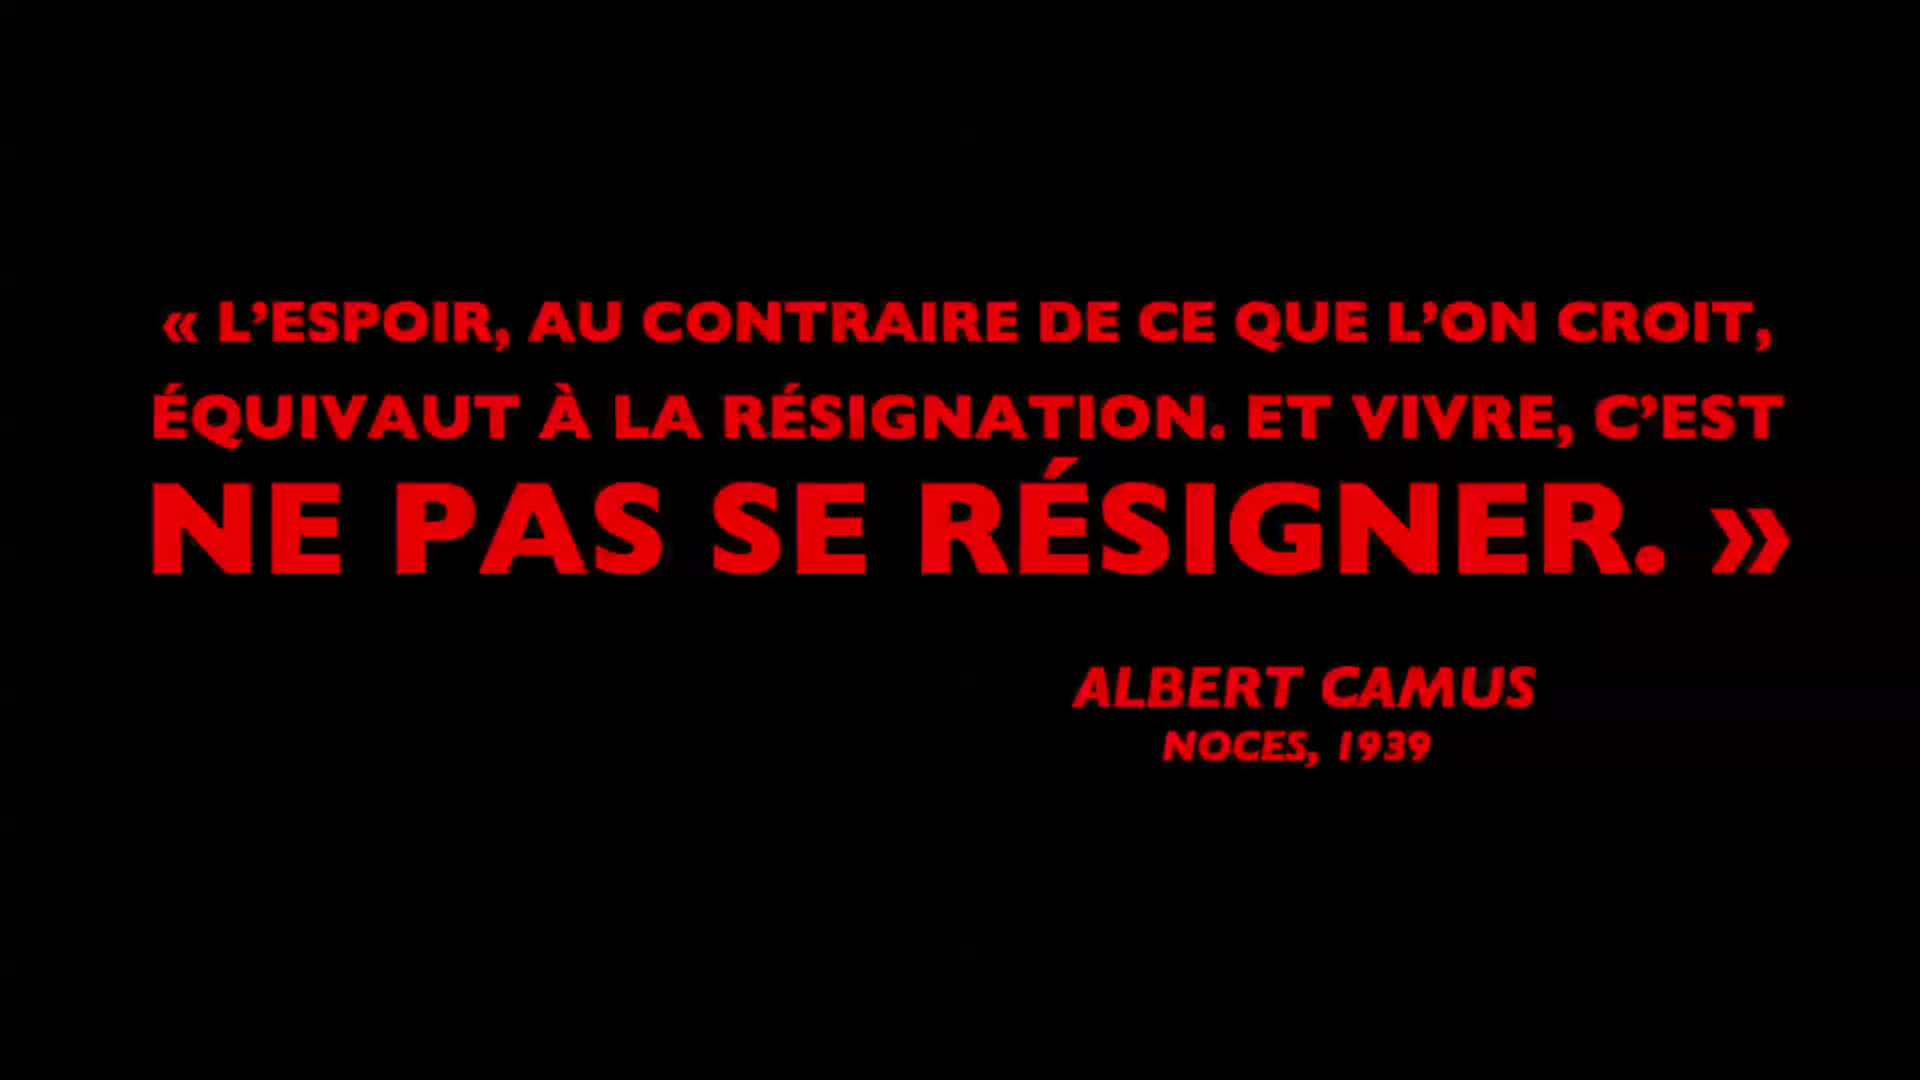 « L’ESPOIR, AU CONTRAIRE DE CE QUE L’ON CROIT,
ÉQUIVAUT À LA RÉSIGNATION. ET VIVRE, C’EST
NE PAS SE RÉSIGNER. »
ALBERT CAMUS
NOCES, 1939